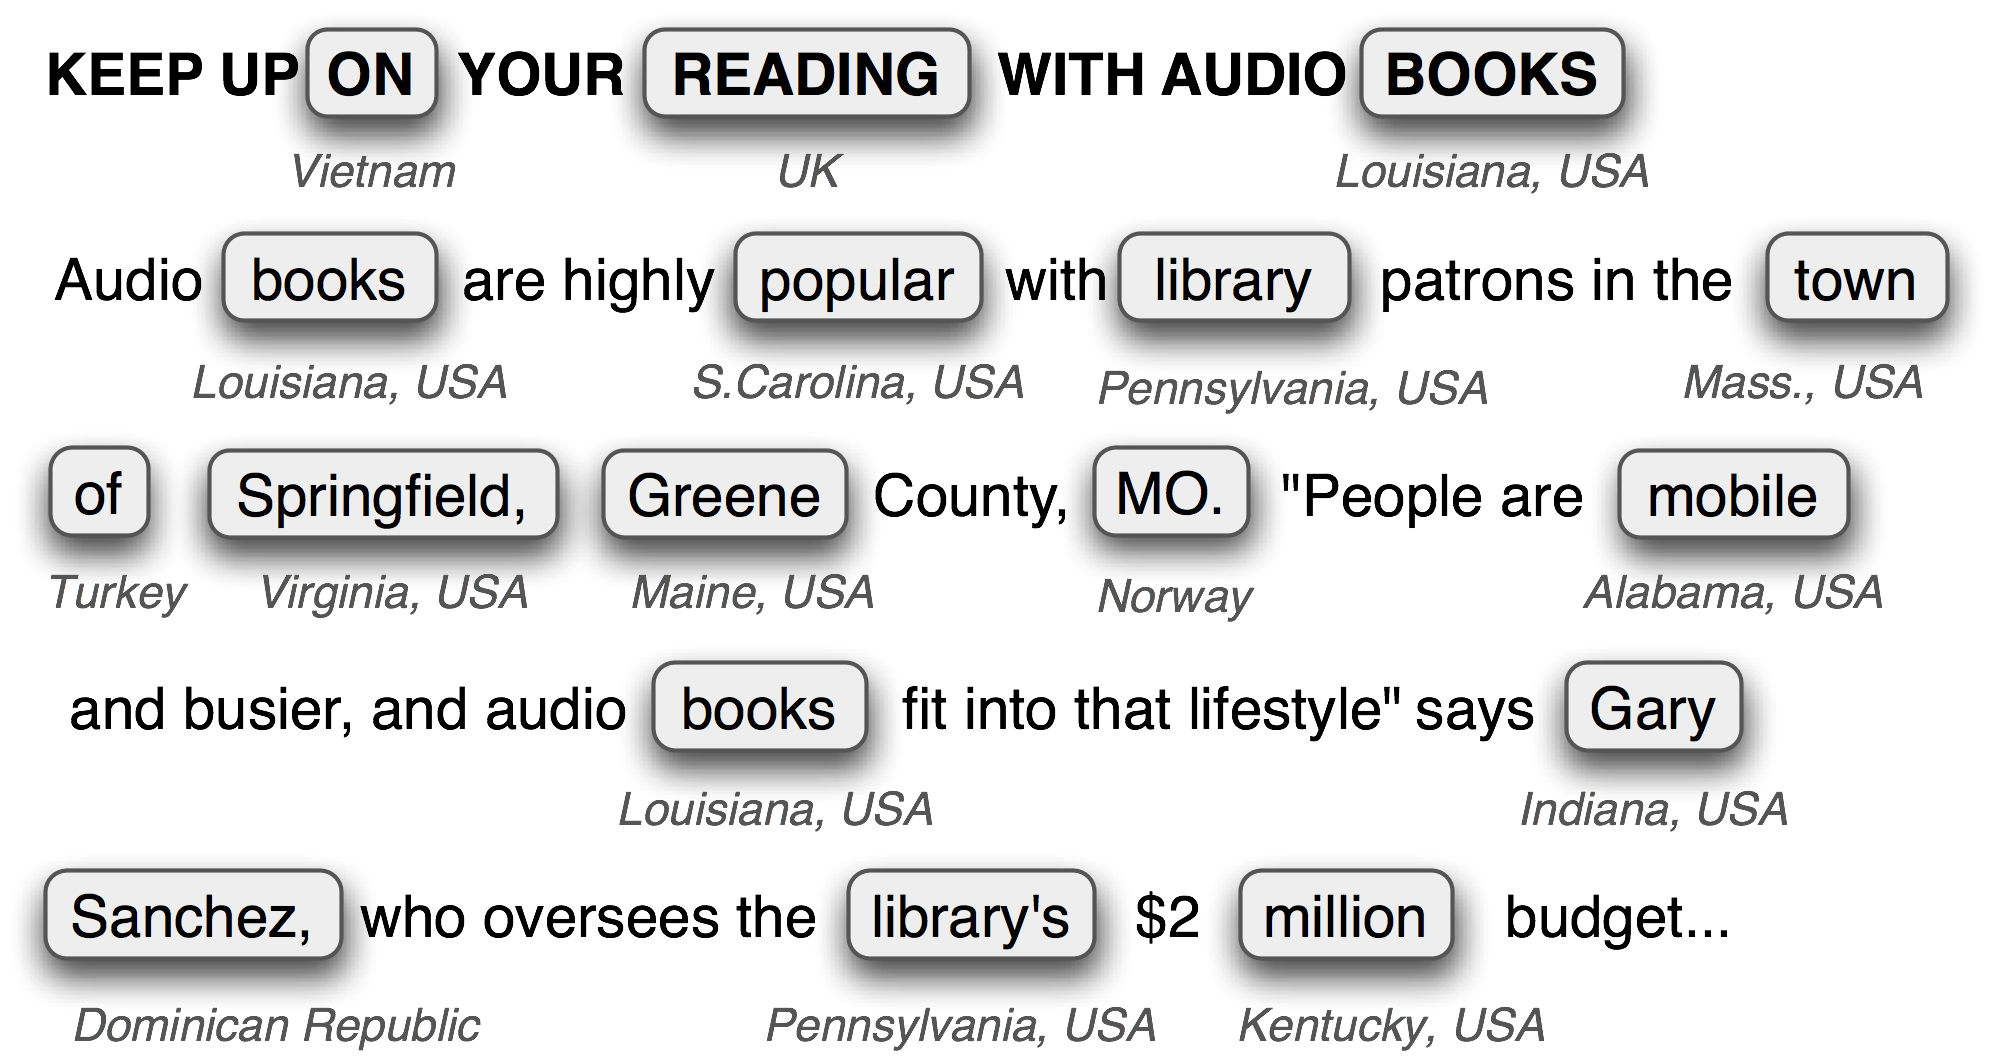 KEEP UP ON YOUR READING WITH AUDIO BOOKS
Vietnam UK Louisiana, USA
Audio books are highly popular with library patrons in the town
Louisiana, USA S.Carolina, USA Pennsylvania, USA Mass., USA
of Springfield, Greene County, MO. "People are mobile
Turkey Virginia, USA Maine, USA Norway Alabama, USA
and busier, and audio books fit into that lifestyle" says Gary
Louisiana, USA Indiana, USA
Sanchez, who oversees the library's $2 million budget...
Dominican Republic Pennsylvania, USA Kentucky, USA